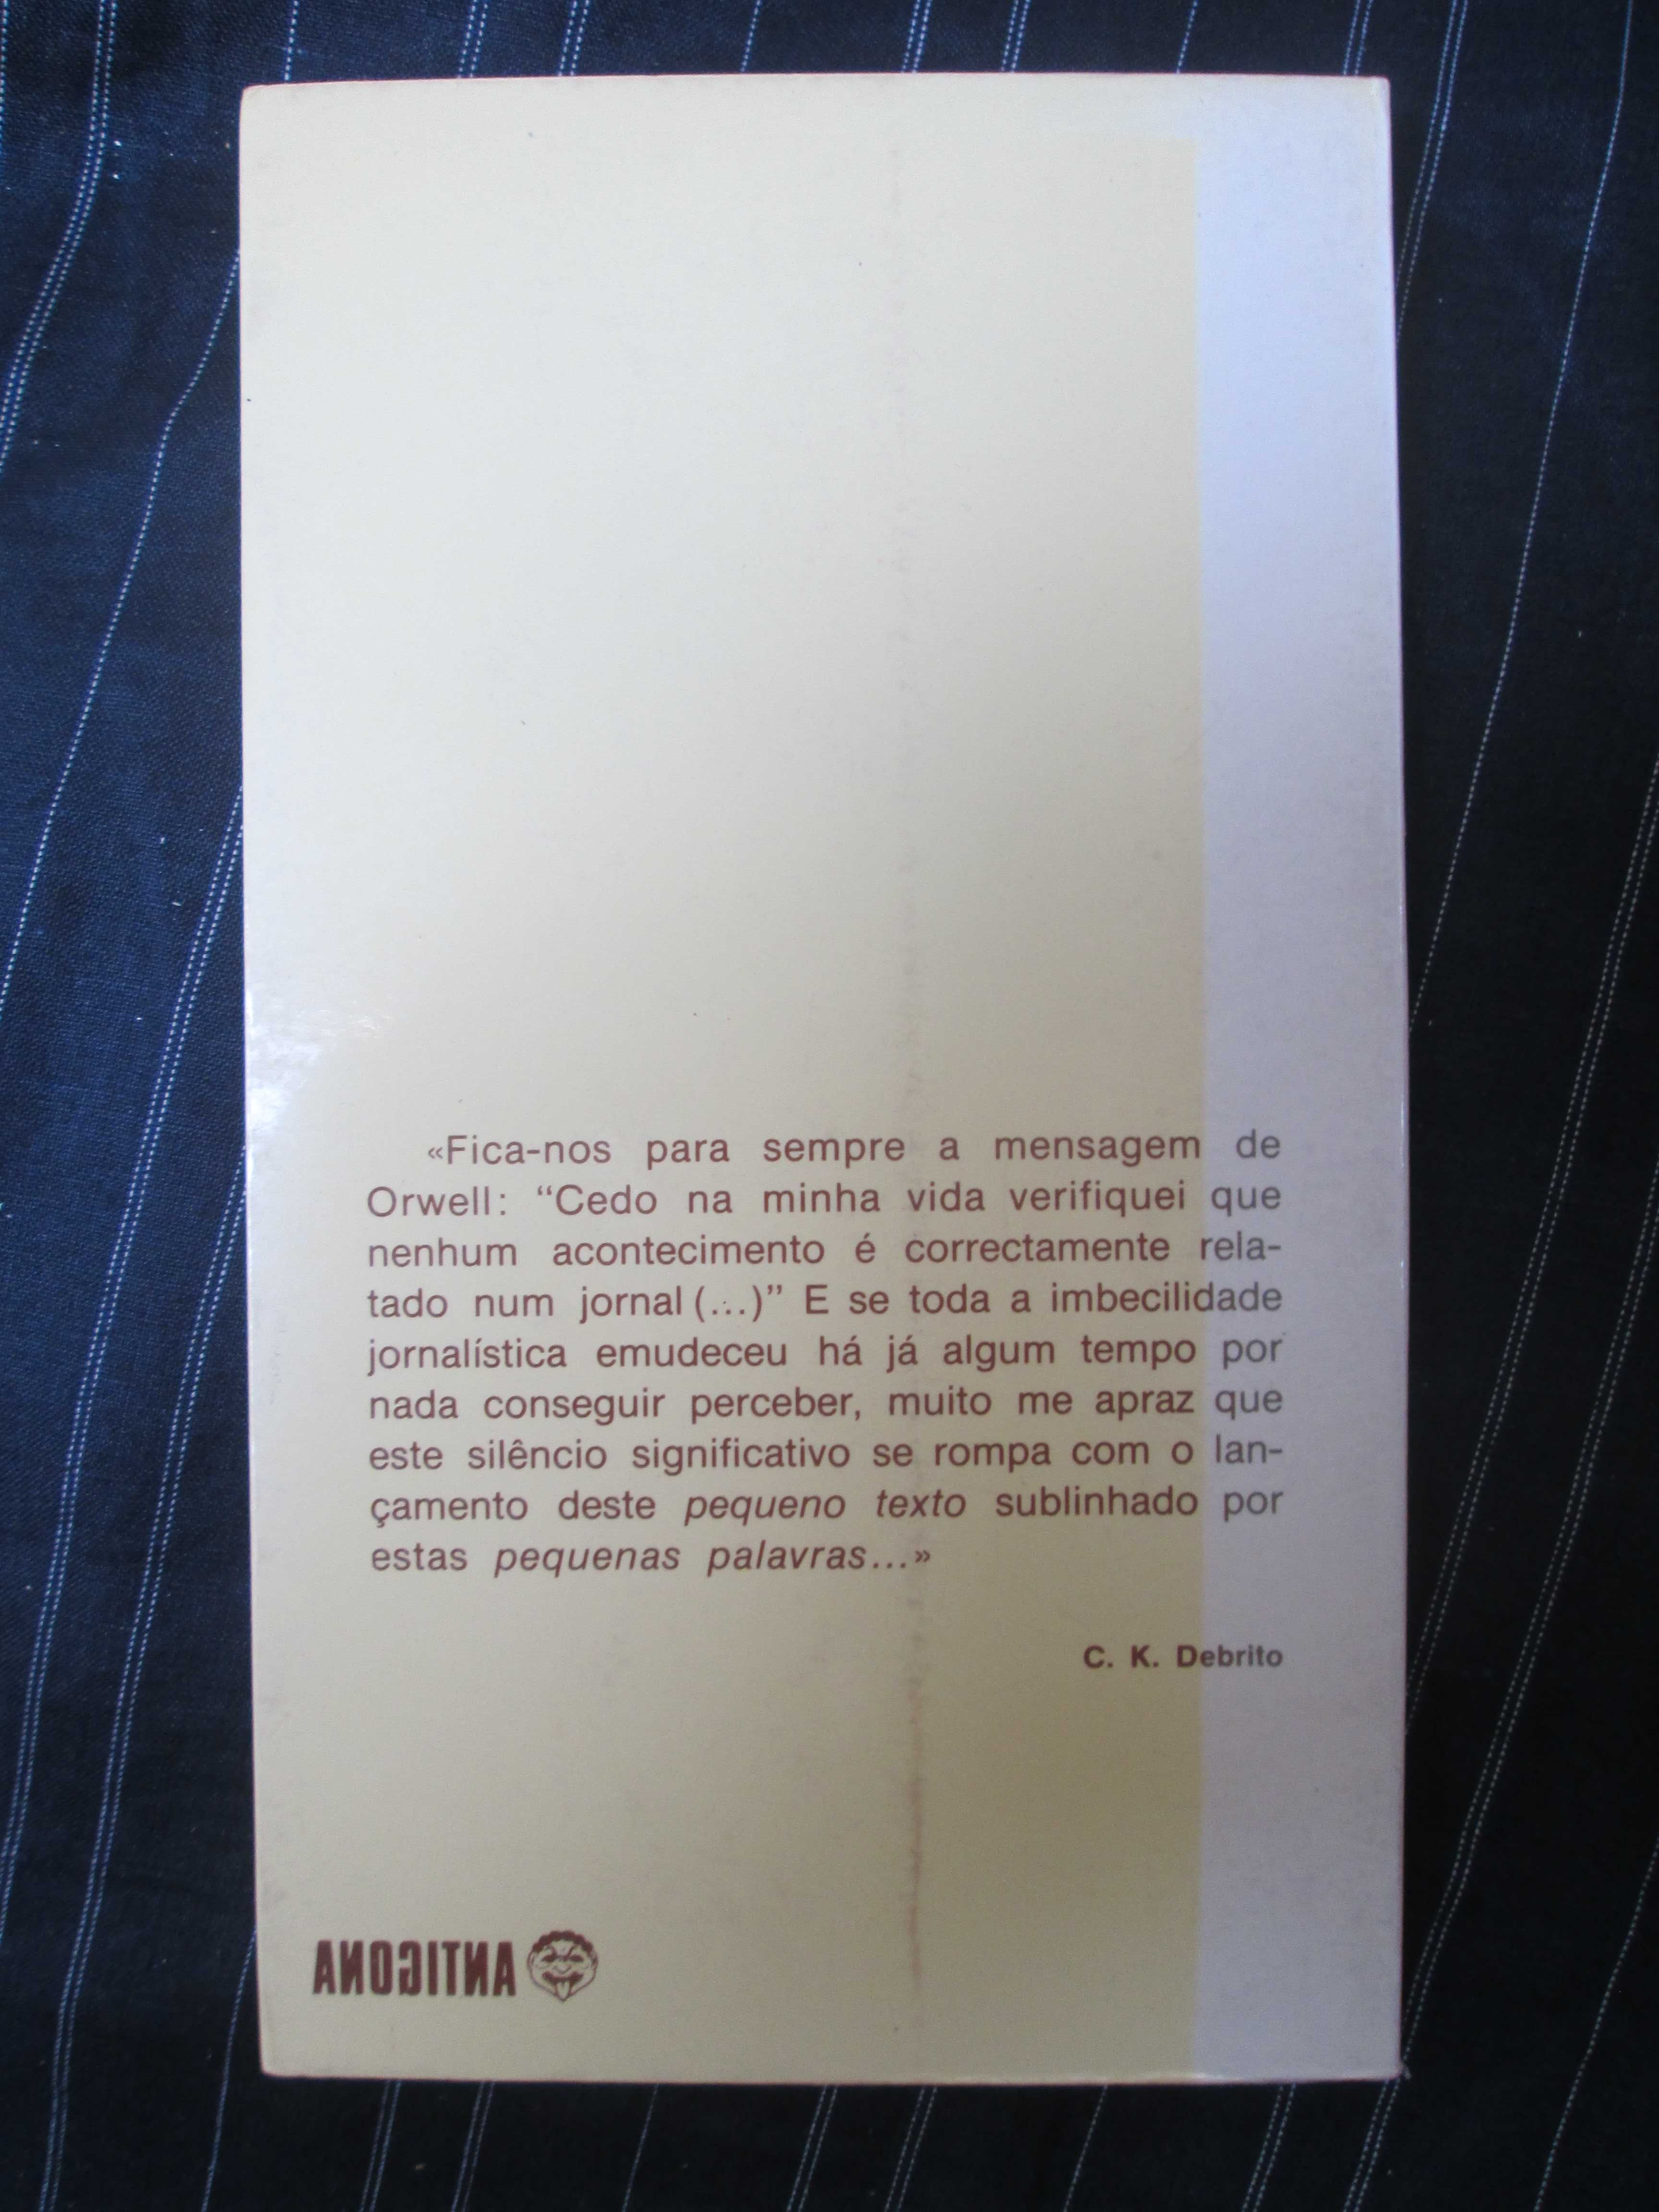 «Fica-nos para sempre a mensagem de
Orwell: “Cedo na minha vida verifiquei que
nenhum acontecimento é correctamente rela-
tado num jornal (...)” E se toda a imbecilidade
jornalística emudeceu há já algum tempo por
nada conseguir perceber, muito me apraz que
este silêncio significativo se rompa com o lan-
çamento deste pequeno texto sublinhado por
estas pequenas palavras...»
C. K. Debrito
ANTIGONA